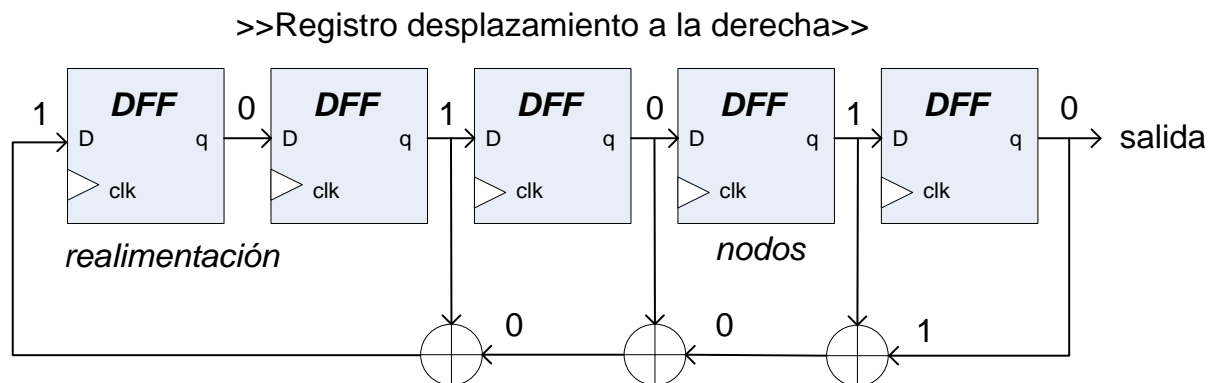 >>Registro desplazamiento a la derecha>>
DFF DFF DFF DFF DFF
1 0 1 0 1 0
D q D q D q D q D q salida
clk clk clk clk clk
realimentación nodos
0 0 1